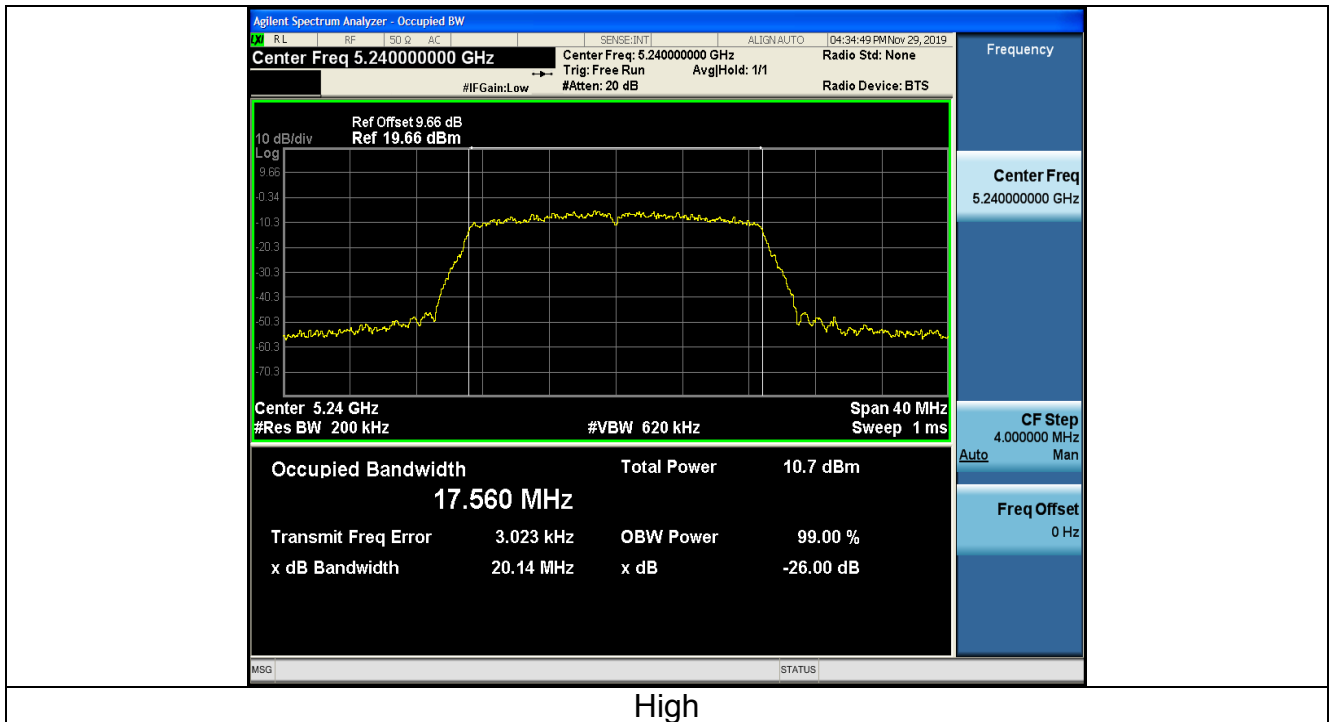 Agilent Spectrum Analyzer - Occupied BW
LXI RL RF 50 Ω AC SENSE:INT ALIGN AUTO 04:34:49 PM Nov 29, 2019
Center Freq 5.240000000 GHz
Center Freq: 5.240000000 GHz
Radio Std: None
Trig: Free Run Avg|Hold: 1/1
#IFGain:Low #Atten: 20 dB Radio Device: BTS
Ref Offset 9.66 dB
10 dB/div Ref 19.66 dBm
Log
9.66
-0.34
-10.3
-20.3
-30.3
-40.3
-50.3
-60.3
-70.3
Center 5.24 GHz Span 40 MHz
#Res BW 200 kHz #VBW 620 kHz Sweep 1 ms
Occupied Bandwidth Total Power 10.7 dBm
17.560 MHz
Transmit Freq Error 3.023 kHz OBW Power 99.00 %
x dB Bandwidth 20.14 MHz x dB -26.00 dB
MSG STATUS
Frequency
Center Freq
5.240000000 GHz
CF Step
4.000000 MHz
Auto Man
Freq Offset
0 Hz
High